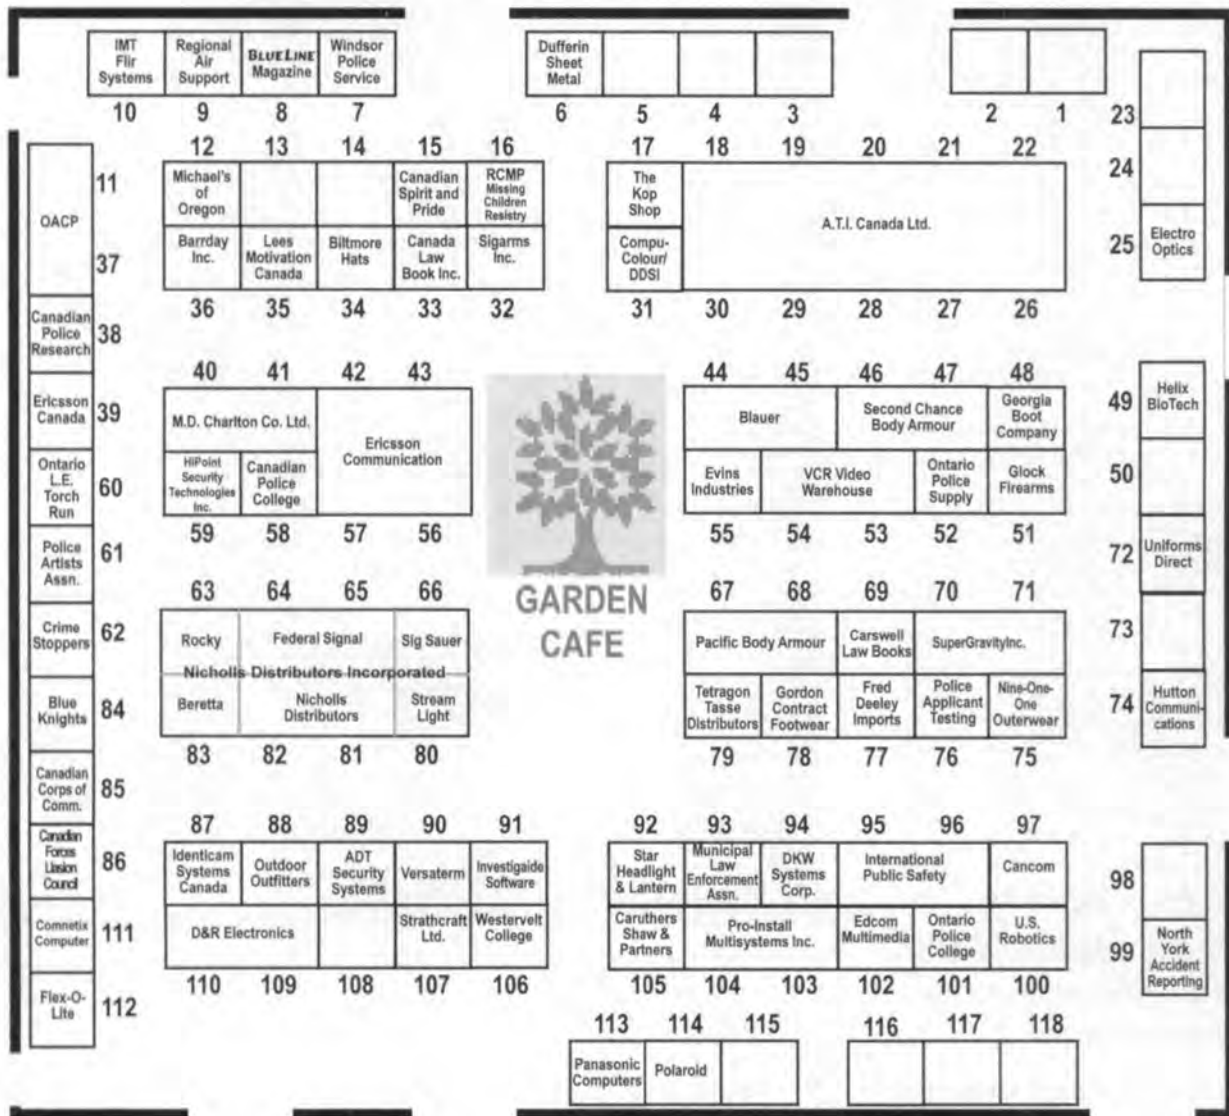 IMT
Flir
Systems
Regional
Air
Support
BLUE LINE
Magazine
Windsor
Police
Service
Dufferin
Sheet
Metal
10 9 8 7 6 5 4 3 2 1 23
12 13 14 15 16 17 18 19 20 21 22
11
24
OACP
Michael's
of
Oregon
Canadian
Spirit and
Pride
RCMP
Missing
Children
Resistry
The
Kop
Shop
A.T.I. Canada Ltd.
37
Barrday
Inc.
Lees
Motivation
Canada
Biltmore
Hats
Canada
Law
Book Inc.
Sigarms
Inc.
Compu-
Colour/
DDSI
25
Electro
Optics
36 35 34 33 32 31 30 29 28 27 26
Canadian
Police
Research
38
40 41 42 43 44 45 46 47 48
Ericsson
Canada
39
M.D. Charlton Co. Ltd.
Ericsson
Communication
Blauer
Second Chance
Body Armour
Georgia
Boot
Company
49
Helix
BioTech
Ontario
L.E.
Torch
Run
60
HiPoint
Security
Technologies
Inc.
Canadian
Police
College
Evins
Industries
VCR Video
Warehouse
Ontario
Police
Supply
Glock
Firearms
50
59 58 57 56 55 54 53 52 51
Police
Artists
Assn.
61
72
Uniforms
Direct
63 64 65 66
GARDEN
CAFE
67 68 69 70 71
Crime
Stoppers
62
Rocky
Federal Signal
Sig Sauer
Pacific Body Armour
Carswell
Law Books
SuperGravityInc.
73
Nicholls Distributors Incorporated
Blue
Knights
84
Beretta
Nicholls
Distributors
Stream
Light
Tetragon
Tasse
Distributors
Gordon
Contract
Footwear
Fred
Deeley
Imports
Police
Applicant
Testing
Nine-One-
One
Outerwear
74
Hutton
Communi-
cations
83 82 81 80 79 78 77 76 75
Canadian
Corps of
Comm.
85
87 88 89 90 91 92 93 94 95 96 97
Canadian
Forces
Liasion
Council
86
Identicam
Systems
Canada
Outdoor
Outfitters
ADT
Security
Systems
Versaterm
Investigaide
Software
Star
Headlight
& Lantern
Municipal
Law
Enforcement
Assn.
DKW
Systems
Corp.
International
Public Safety
Cancom
98
Comnetix
Computer
111
D&R Electronics
Strathcraft
Ltd.
Westervelt
College
Caruthers
Shaw &
Partners
Pro-Install
Multisystems Inc.
Edcom
Multimedia
Ontario
Police
College
U.S.
Robotics
99
North
York
Accident
Reporting
110 109 108 107 106 105 104 103 102 101 100
Flex-O-
Lite
112
113 114 115 116 117 118
Panasonic
Computers
Polaroid